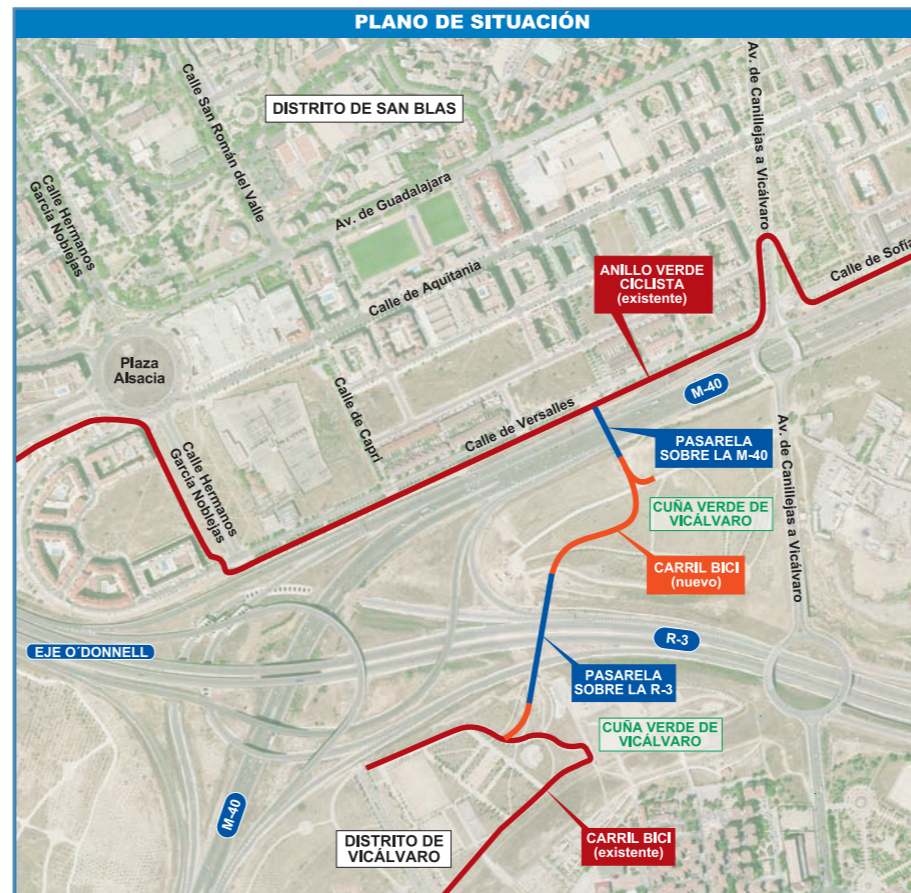 PLANO DE SITUACIÓN
Calle San Román del Valle
DISTRITO DE SAN BLAS
Av. de Canillejas a Vicálvaro
Calle Hermanos
García Noblejas
Av. de Guadalajara
Calle de Aquitania
ANILLO VERDE
CICLISTA
(existente)
Calle de Sofía
Plaza
Alsacia
Calle de Capri
Calle de Versalles
M-40
Calle Hermanos
García Noblejas
PASARELA
SOBRE LA M-40
Av. de Canillejas a Vicálvaro
CUÑA VERDE DE
VICÁLVARO
CARRIL BICI
(nuevo)
EJE O´DONNELL
R-3
PASARELA
SOBRE LA R-3
CUÑA VERDE DE
VICÁLVARO
M-40
DISTRITO DE
VICÁLVARO
CARRIL BICI
(existente)